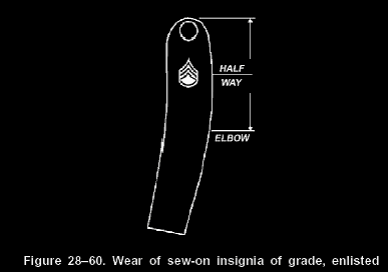 HALF
WAY
ELBOW
Figure 28–60. Wear of sew-on insignia of grade, enlisted